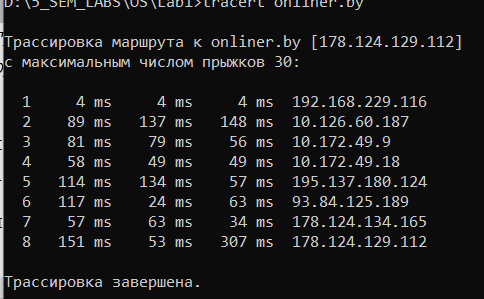 D:\5_SEM_LABS\OS\Lab1>tracert onliner.by
Трассировка маршрута к onliner.by [178.124.129.112]
с максимальным числом прыжков 30:
1 4 ms 4 ms 4 ms 192.168.229.116
2 89 ms 137 ms 148 ms 10.126.60.187
3 81 ms 79 ms 56 ms 10.172.49.9
4 58 ms 49 ms 49 ms 10.172.49.18
5 114 ms 134 ms 57 ms 195.137.180.124
6 117 ms 24 ms 63 ms 93.84.125.189
7 57 ms 63 ms 34 ms 178.124.134.165
8 151 ms 53 ms 307 ms 178.124.129.112
Трассировка завершена.